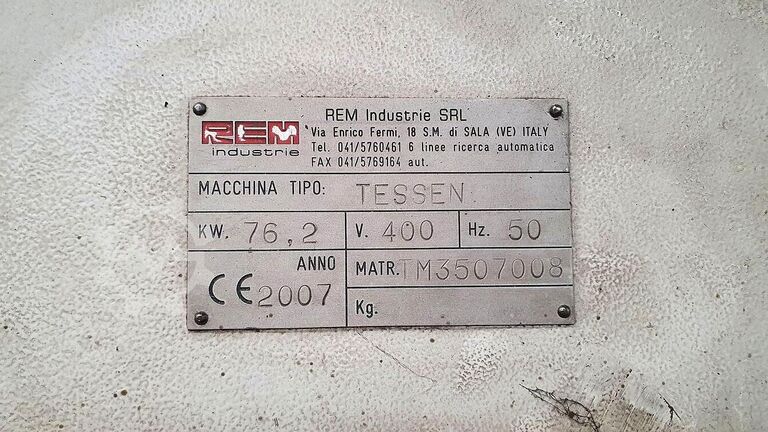 REM Industrie SRL
REM industrie
Via Enrico Fermi, 18 S.M. di SALA (VE) ITALY
Tel. 041/5760461 6 linee ricerca automatica
FAX 041/5769164 aut.
MACCHINA TIPO: TESSEN
KW. 76,2 V. 400 Hz. 50
ANNO
CE 2007
MATR. TM3507008
Kg.